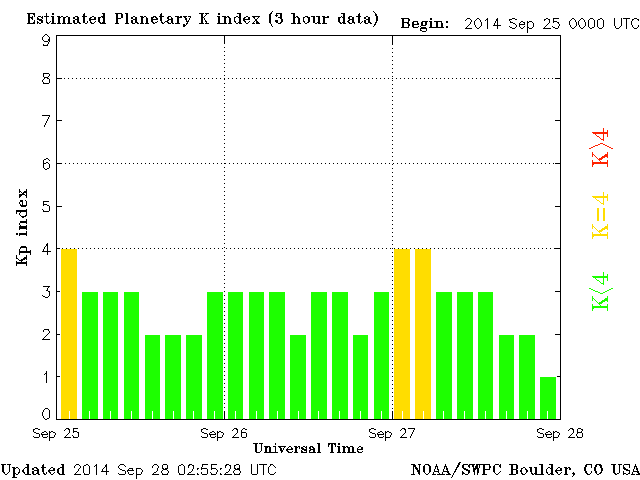 Estimated Planetary K index (3 hour data)
Begin: 2014 Sep 25 0000 UTC
9
8
7
6
5
4
3
2
1
0
Kp index
K>4
K=4
K<4
Sep 25
Sep 26
Sep 27
Sep 28
Universal Time
Updated 2014 Sep 28 02:55:28 UTC
NOAA/SWPC Boulder, CO USA